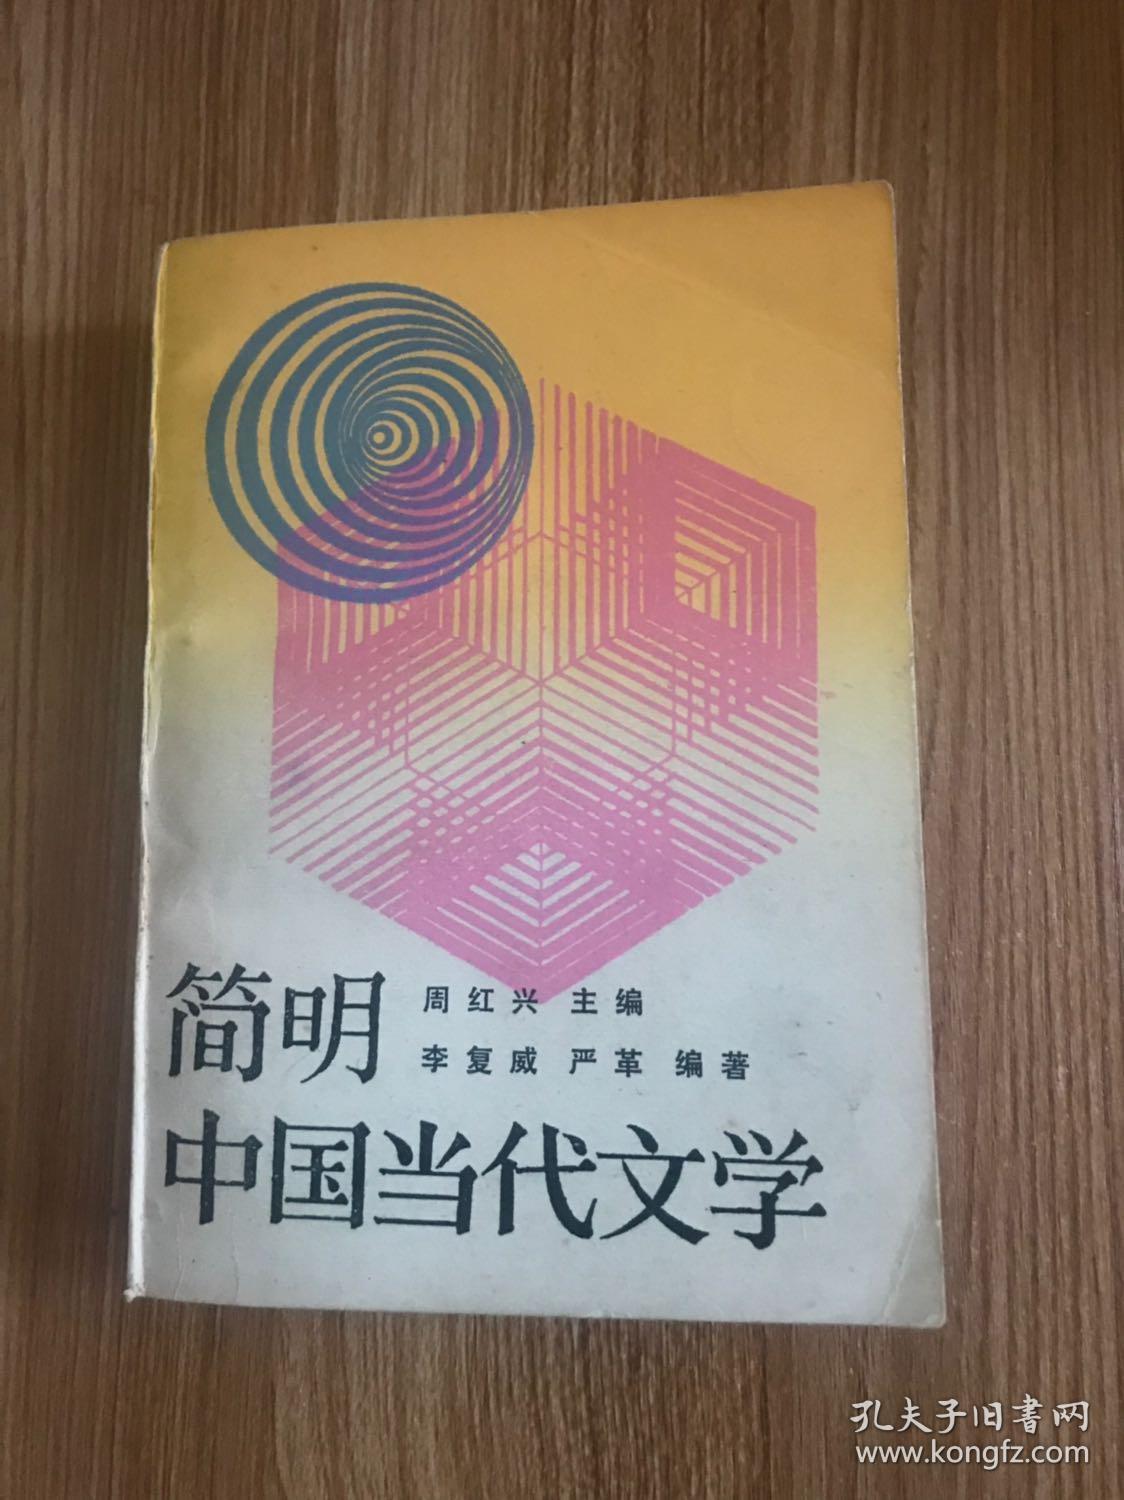 简明
周红兴 主编
李复威 严革 编著
中国当代文学
孔夫子旧书网
www.kongfz.com